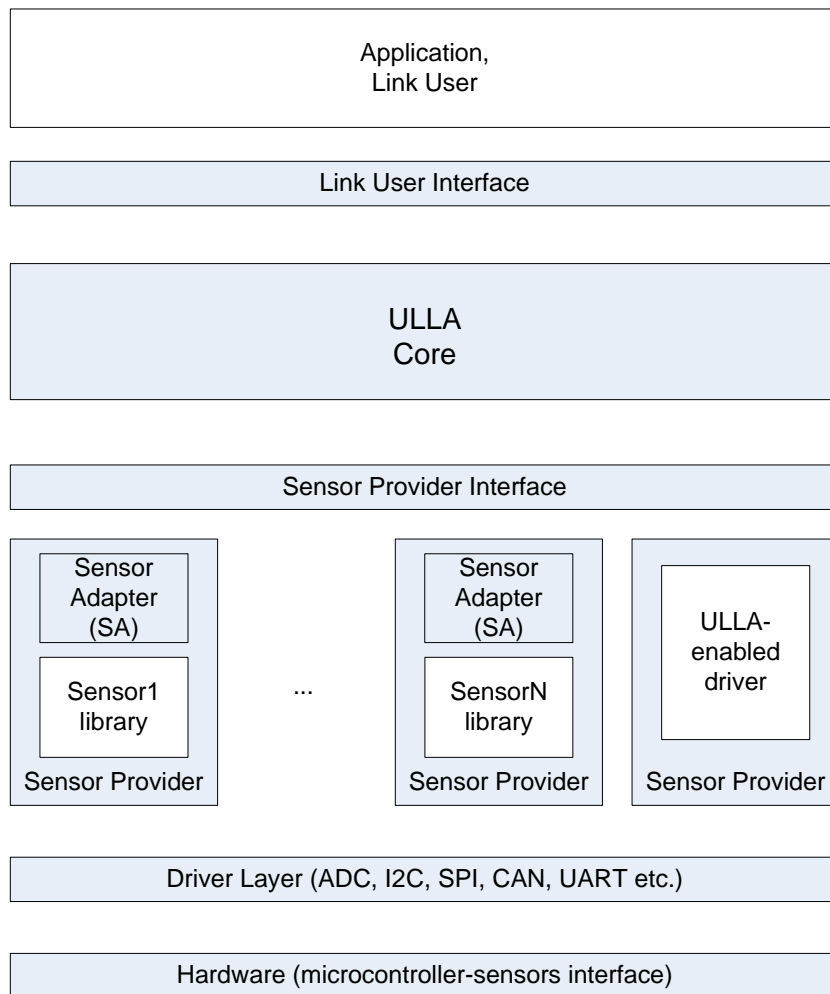 Application,
Link User
Link User Interface
ULLA
Core
Sensor Provider Interface
Sensor
Adapter
(SA)
Sensor1
library
Sensor Provider
...
Sensor
Adapter
(SA)
SensorN
library
Sensor Provider
ULLA-
enabled
driver
Sensor Provider
Driver Layer (ADC, I2C, SPI, CAN, UART etc.)
Hardware (microcontroller-sensors interface)